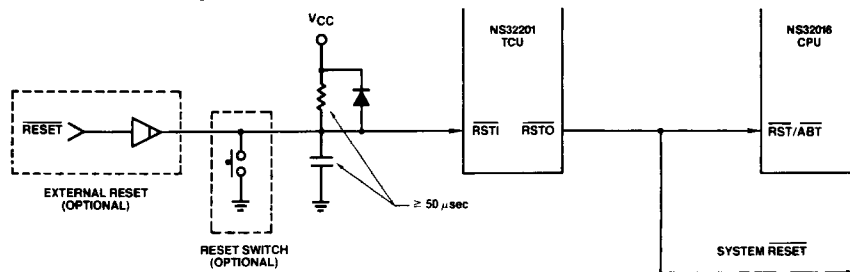 VCC
NS32201
TCU
NS32016
CPU
RESET
RSTI
RSTO
RST/ABT
EXTERNAL RESET
(OPTIONAL)
≥ 50 μsec
RESET SWITCH
(OPTIONAL)
SYSTEM RESET